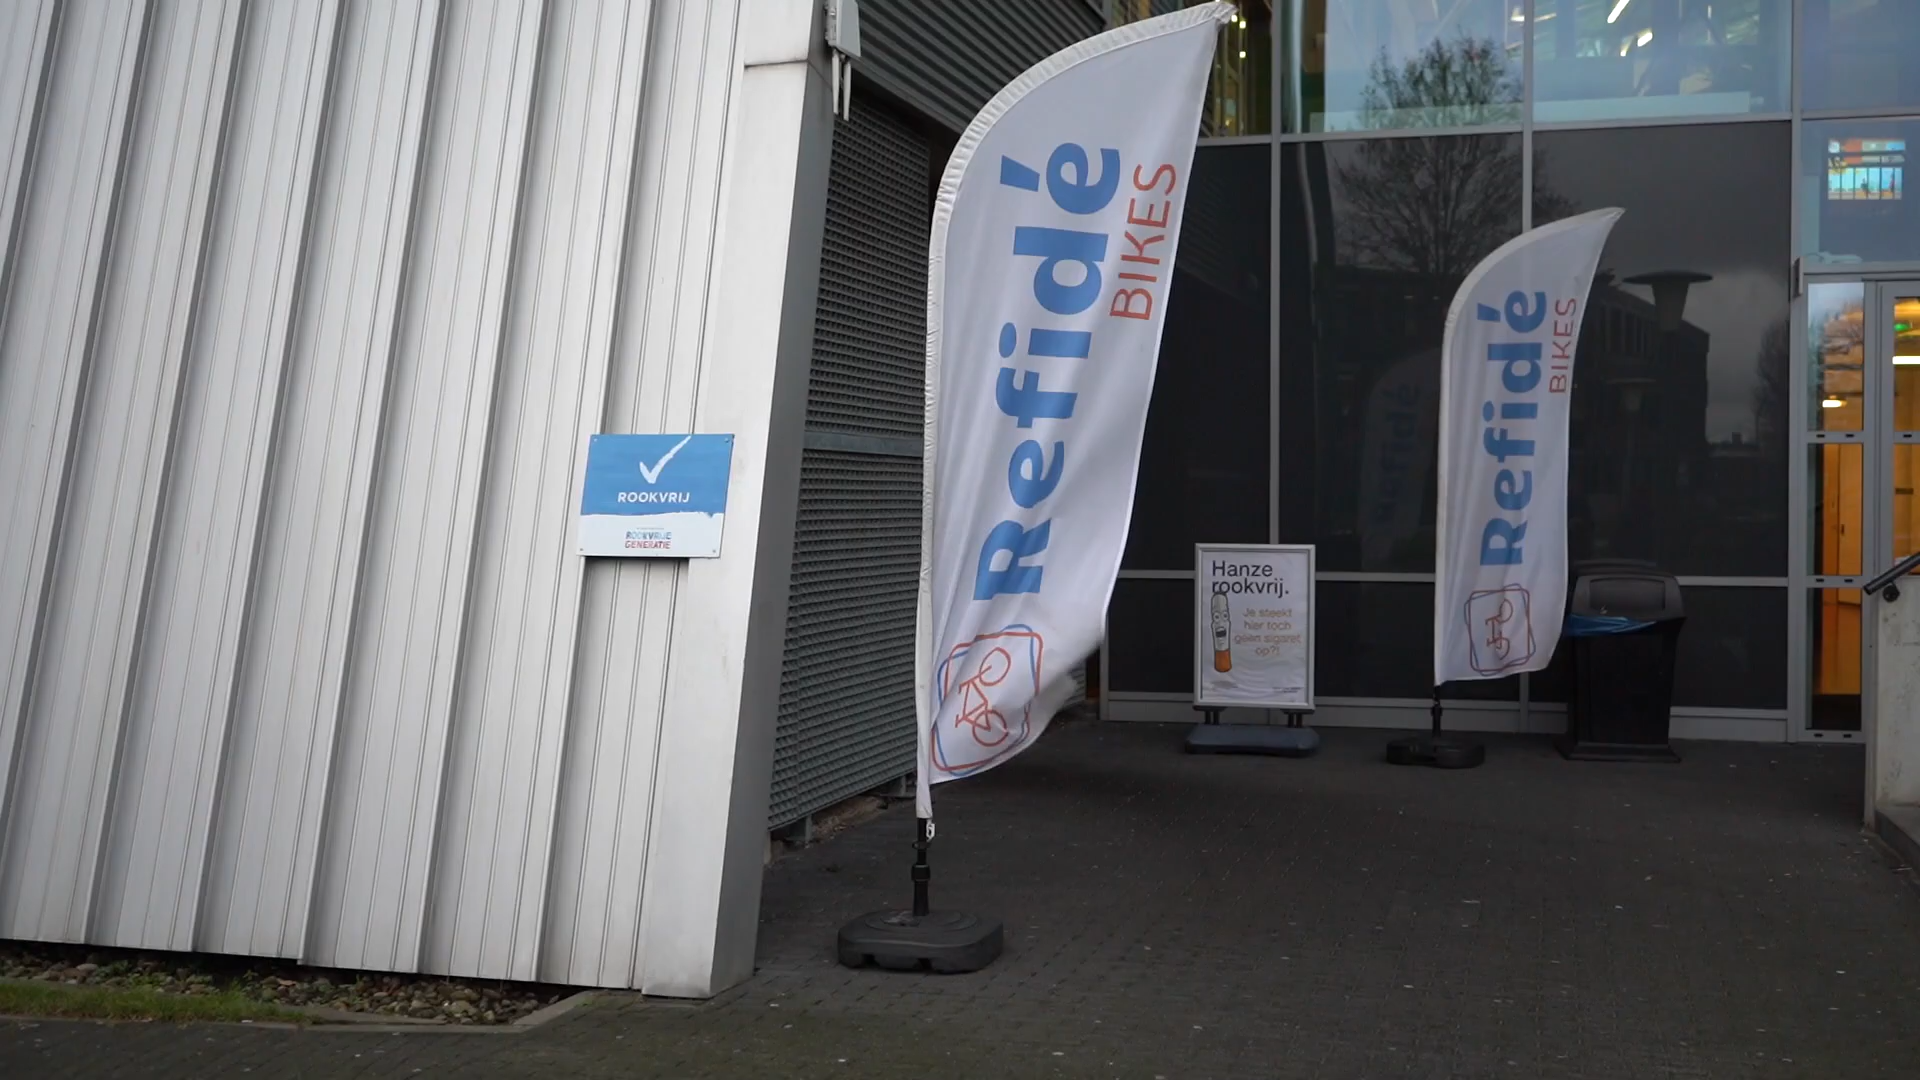 ROOKVRIJ
ROOKVRIJE
GENERATIE
Refidé
BIKES
Hanze
rookvrij.
Je steekt
hier toch
geen sigaret
op?!
Refidé
BIKES